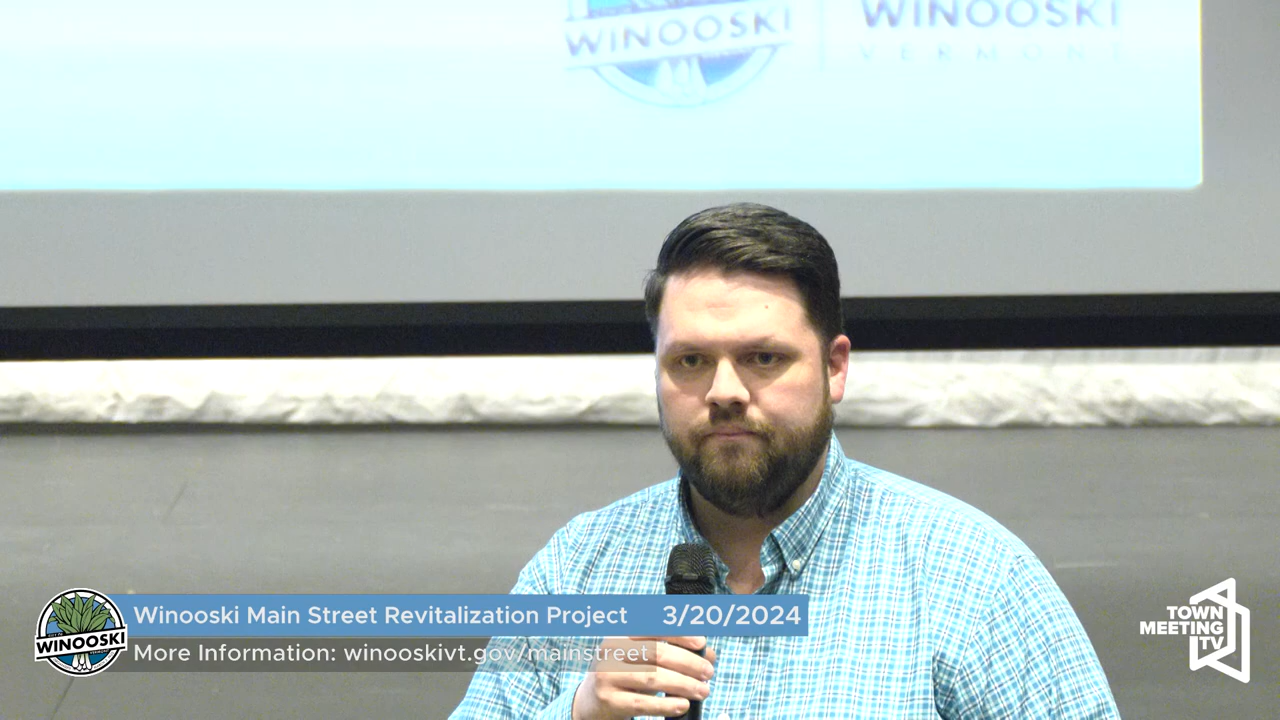 WINOOSKI
WINOOSKI
VERMONT
Winooski Main Street Revitalization Project 3/20/2024
More Information: winooskivt.gov/mainstreet
WINOOSKI
TOWN
MEETING
TV